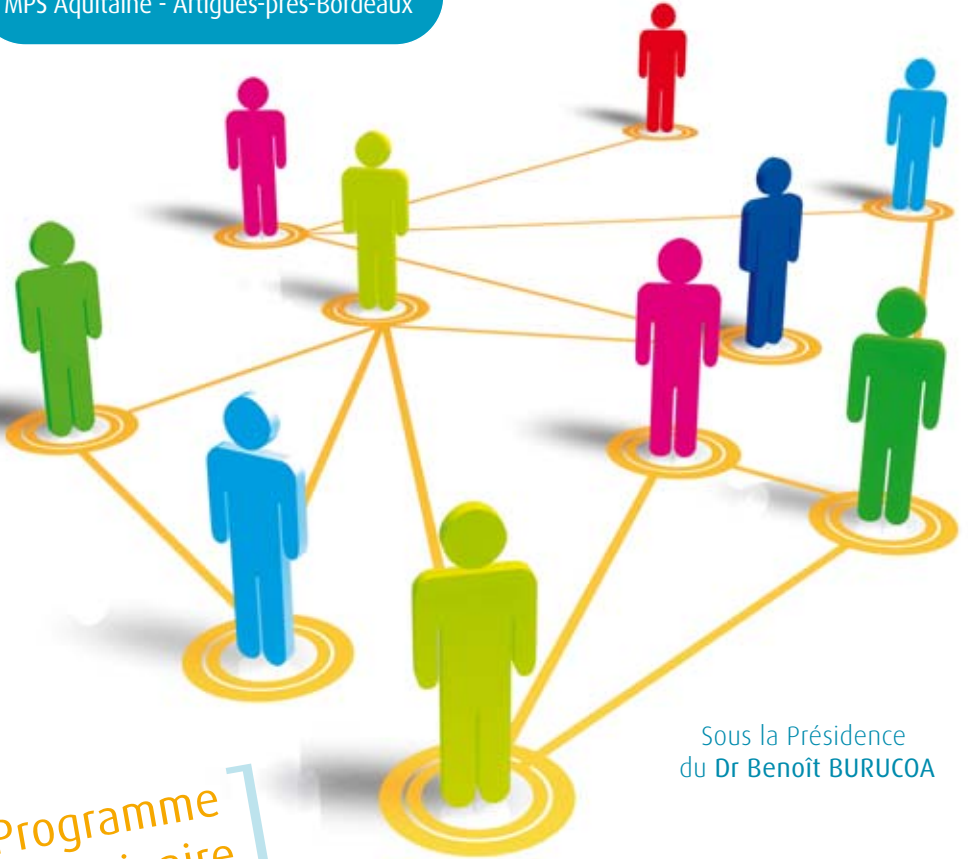 MPS Aquitaine - Artigues-près-Bordeaux
Sous la Présidence
du Dr Benoît BURUCOA
Programme